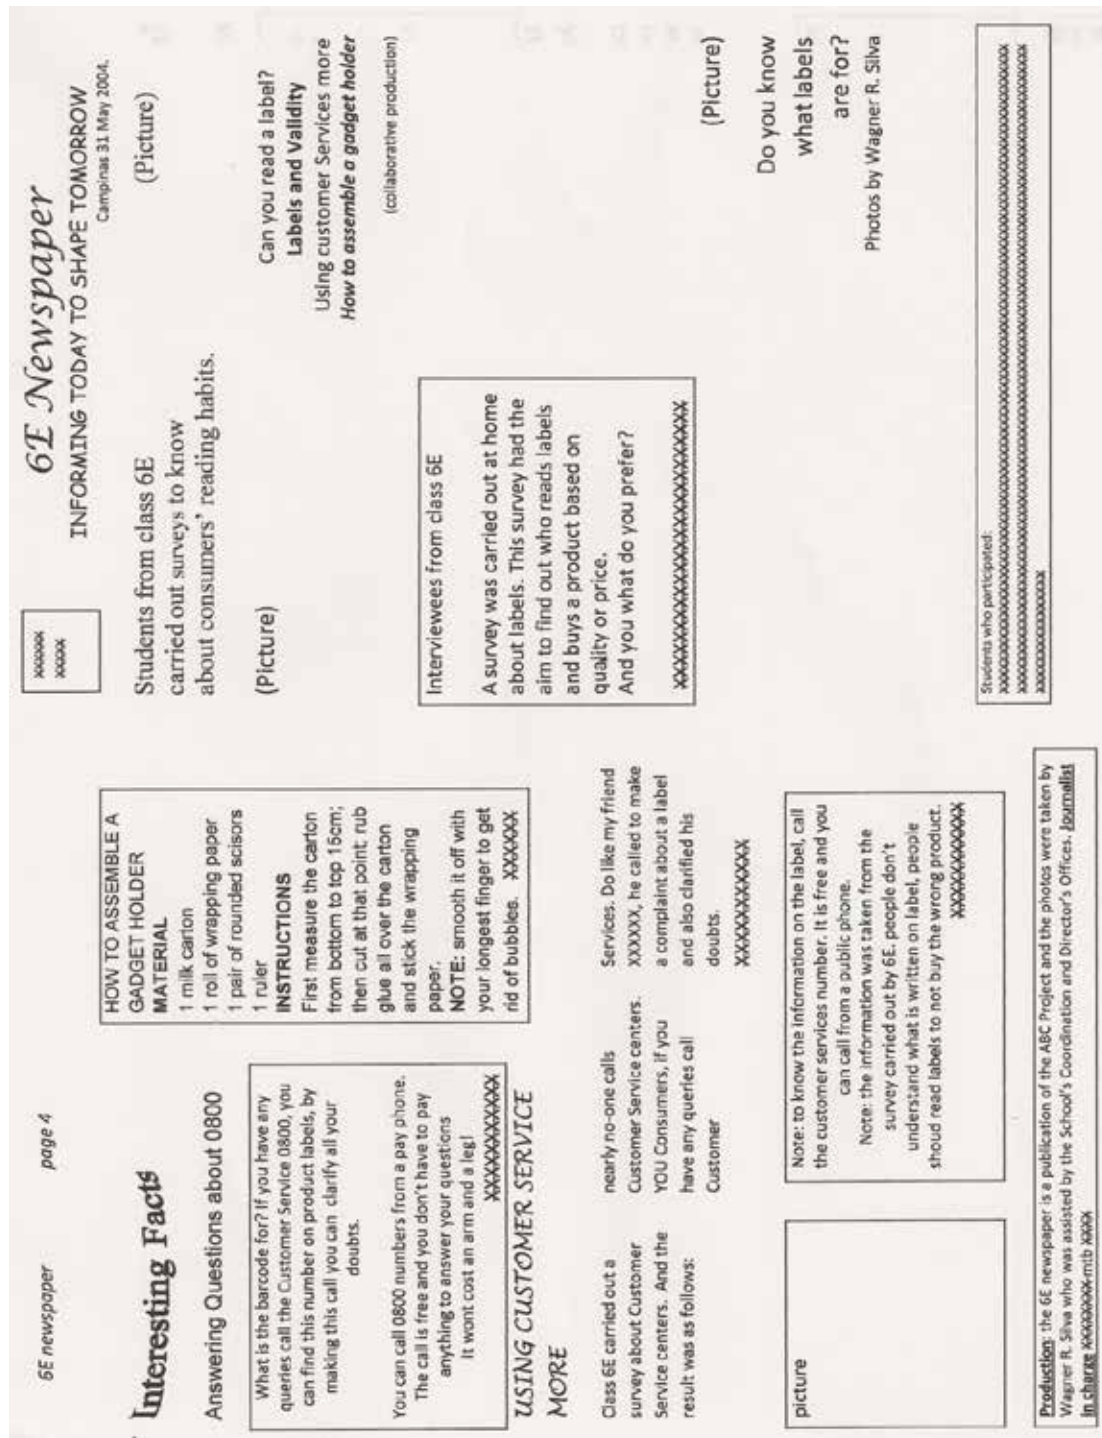 6E newspaper page 4
Interesting Facts
Answering Questions about 0800
What is the barcode for? If you have any
queries call the Customer Service 0800, you
can find this number on product labels, by
making this call you can clarify all your
doubts.
You can call 0800 numbers from a pay phone.
The call is free and you don't have to pay
anything to answer your questions
It wont cost an arm and a leg!
XXXXXXXXXXXX
HOW TO ASSEMBLE A
GADGET HOLDER
MATERIAL
1 milk carton
1 roll of wrapping paper
1 pair of rounded scisors
1 ruler
INSTRUCTIONS
First measure the carton
from bottom to top 15cm;
then cut at that point; rub
glue all over the carton
and stick the wrapping
paper.
NOTE: smooth it off with
your longest finger to get
rid of bubbles. XXXXXX
USING CUSTOMER SERVICE
MORE
Class 6E carried out a
survey about Customer
Service centers. And the
result was as follows:
nearly no-one calls
Customer Service centers.
YOU Consumers, if you
have any queries call
Customer
Services. Do like my friend
XXXXX, he called to make
a complaint about a label
and also clarified his
doubts.
XXXXXXXXXXXX
picture
Note: to know the information on the label, call
the customer services number. It is free and you
can call from a public phone.
Note: the information was taken from the
survey carried out by 6E. people don't
understand what is written on label, people
shoud read labels to not buy the wrong product.
XXXXXXXXXXX
Production: the 6E newspaper is a publication of the ABC Project and the photos were taken by
Wagner R. Silva who was assisted by the School's Coordination and Director's Offices. Journalist
in charge XXXXXXXX-mtb XXXX
xxxxxx
xxxxx
6E Newspaper
INFORMING TODAY TO SHAPE TOMORROW
Campinas 31 May 2004.
Students from class 6E
carried out surveys to know
about consumers' reading habits.
(Picture)
(Picture)
Can you read a label?
Labels and Validity
Using customer Services more
How to assemble a gadget holder
(collaborative production)
Interviewees from class 6E
A survey was carried out at home
about labels. This survey had the
aim to find out who reads labels
and buys a product based on
quality or price.
And you what do you prefer?
(Picture)
Do you know
what labels
are for?
Photos by Wagner R. Silva
Students who participated: